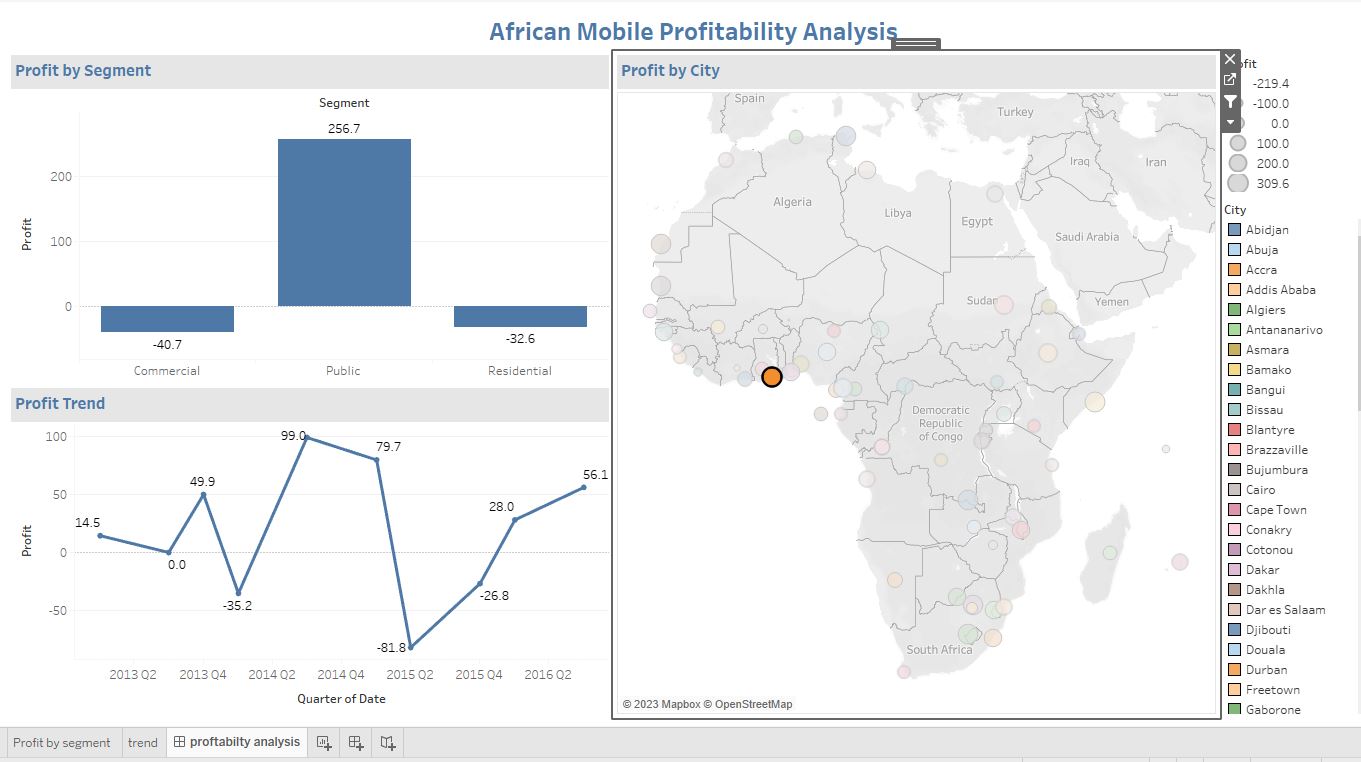 African Mobile Profitability Analysis
Profit by Segment
Segment
256.7
-40.7
-32.6
200
100
0
Profit
Commercial
Public
Residential
Profit Trend
100
50
0
-50
Profit
14.5
0.0
49.9
-35.2
99.0
79.7
-81.8
-26.8
28.0
56.1
2013 Q2
2013 Q4
2014 Q2
2014 Q4
2015 Q2
2015 Q4
2016 Q2
Quarter of Date
Profit by City
Spain
Turkey
Iraq
Iran
Algeria
Libya
Egypt
Saudi Arabia
Sudan
Yemen
Democratic
Republic
of Congo
South Africa
© 2023 Mapbox © OpenStreetMap
ofit
-219.4
-100.0
0.0
100.0
200.0
309.6
City
Abidjan
Abuja
Accra
Addis Ababa
Algiers
Antananarivo
Asmara
Bamako
Bangui
Bissau
Blantyre
Brazzaville
Bujumbura
Cairo
Cape Town
Conakry
Cotonou
Dakar
Dakhla
Dar es Salaam
Djibouti
Douala
Durban
Freetown
Gaborone
Profit by segment
trend
proftabilty analysis